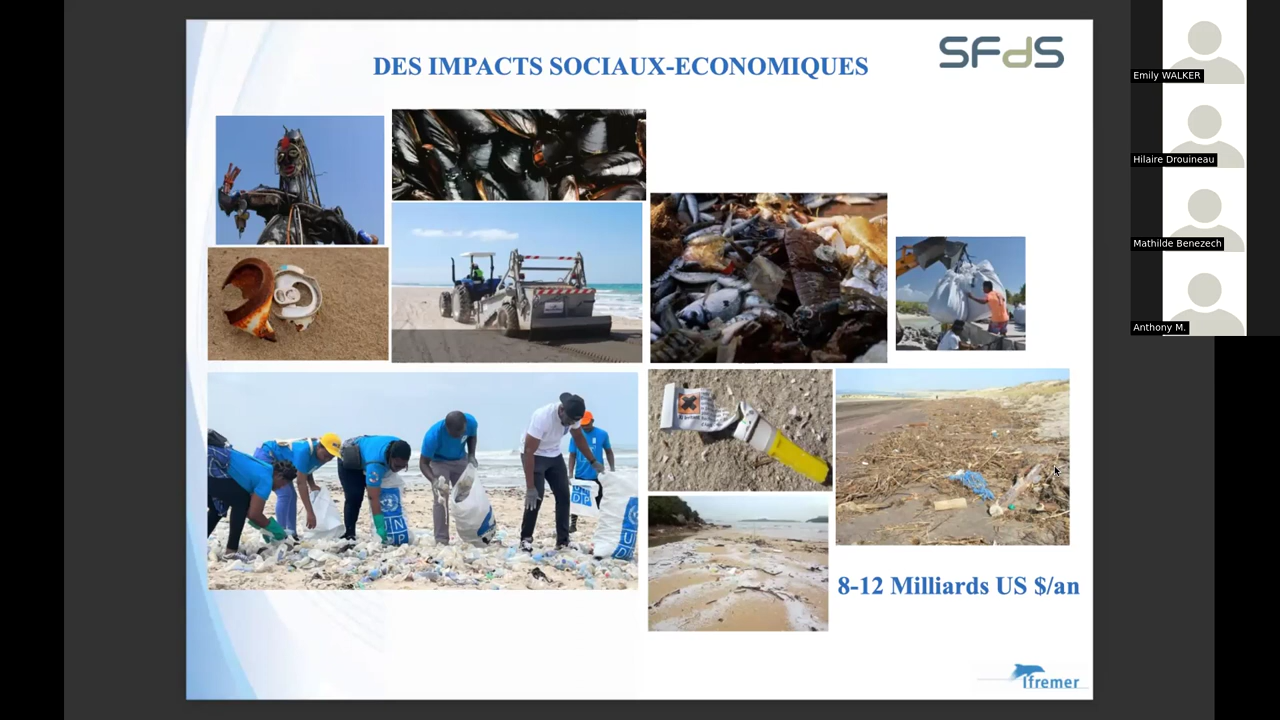 DES IMPACTS SOCIAUX-ECONOMIQUES
SFdS
8-12 Milliards US $/an
Ifremer
Emily WALKER
Hilaire Drouineau
Mathilde Benezech
Anthony M.